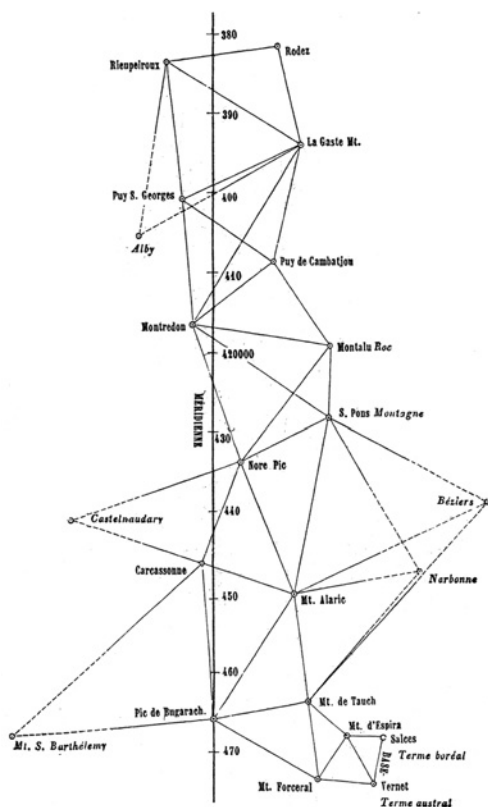 380
Rodez
Rieupeiroux
390
La Gaste Mt.
Puy S. Georges
400
Alby
Puy de Cambatjou
410
Montredon
Montalu Roc
420000
MÉRIDIENNE
S. Pons Montagne
430
Nore Pic
Béziers
440
Castelnaudary
Carcassonne
Narbonne
450
Mt. Alaric
460
Mt. de Tauch
Pic de Bugarach.
Mt. d'Espira
Salces
Mt. S. Barthélemy
BASE
Terme boréal
470
Mt. Forceral
Vernet
Terme austral